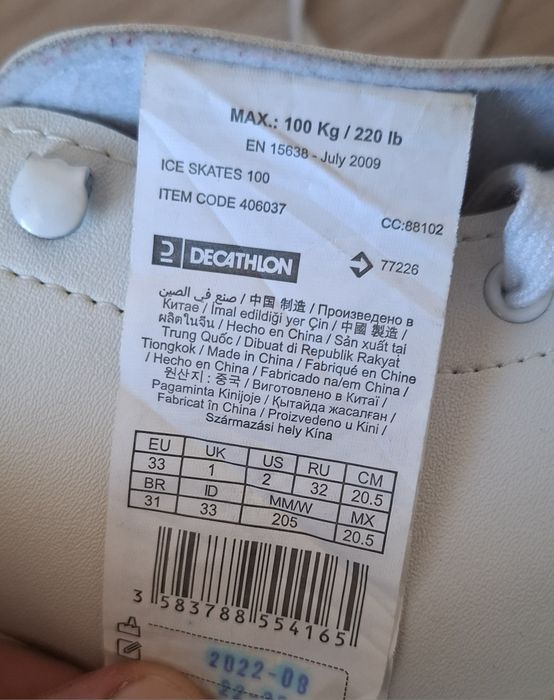 MAX.: 100 Kg / 220 lb
EN 15638 - July 2009
ICE SKATES 100
ITEM CODE 406037
CC:88102
DECATHLON
77226
صنع في الصين / 中国 制造 / Произведено в
Китае / İmal edildiği yer Çin / 中國 製造 /
ผลิตในจีน / Hecho en China / Sản xuất tại
Trung Quốc / Dibuat di Republik Rakyat
Tiongkok / Made in China / Fabriqué en Chine
/ Hecho en China / Fabricado na/em China /
원산지 : 중국 / Виготовлено в Китаї /
Pagaminta Kinijoje / Қытайда жасалған /
Fabricat în China / Proizvedeno u Kini /
Származási hely Kína
EU UK US RU CM
33 1 2 32 20.5
BR ID MM/W MX
31 33 205 20.5
3 583788 554165
2022-08